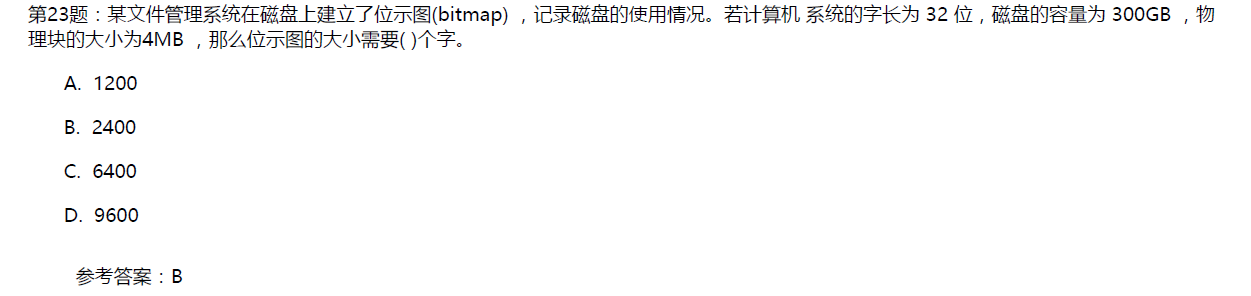 第23题：某文件管理系统在磁盘上建立了位示图(bitmap) ，记录磁盘的使用情况。若计算机 系统的字长为 32 位，磁盘的容量为 300GB ，物
理块的大小为4MB ，那么位示图的大小需要( )个字。
A. 1200
B. 2400
C. 6400
D. 9600
参考答案：B